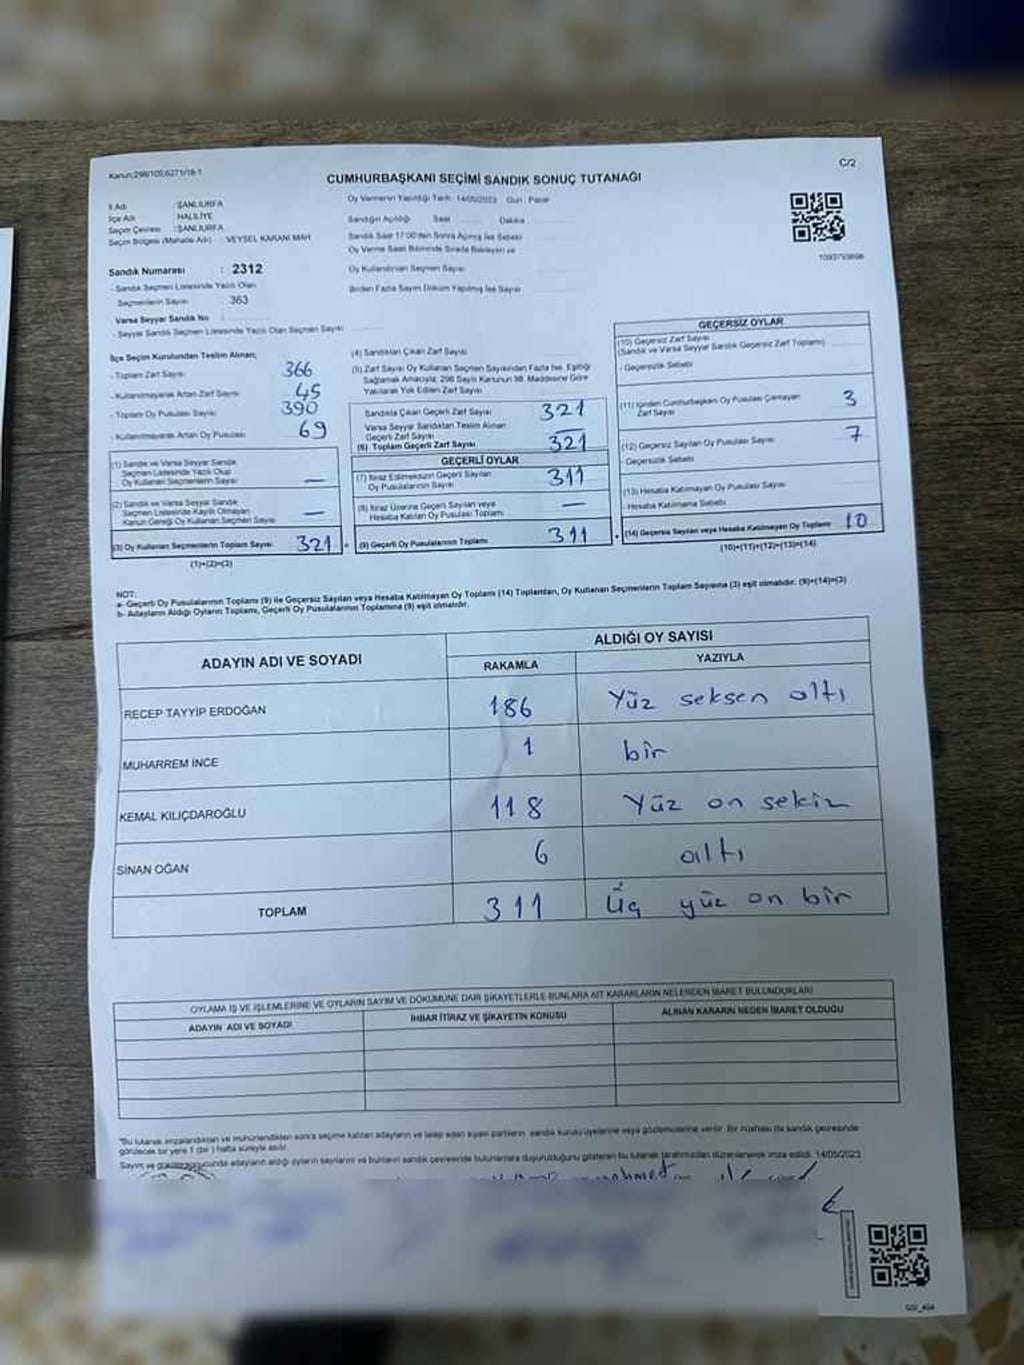 Kanun:298/105,6271/18-1
C/2
CUMHURBAŞKANI SEÇİMİ SANDIK SONUÇ TUTANAĞI
İl Adı : ŞANLIURFA
İlçe Adı : HALİLİYE
Seçim Çevresi : ŞANLIURFA
Seçim Bölgesi (Mahalle Adı) : VEYSEL KARANİ MAH
Oy Vermenin Yapıldığı Tarih: 14/05/2023 Gün: Pazar
Sandığın Açıldığı Saat Dakika
Sandık Saat 17:00'den Sonra Açılmış İse Sebebi
Oy Verme Saati Bitiminde Sırada Bekleyen ve
Oy Kullandırılan Seçmen Sayısı
Birden Fazla Sayım Döküm Yapılmış İse Sayısı
Sandık Numarası : 2312
- Sandık Seçmen Listesinde Yazılı Olan
Seçmenlerin Sayısı 363
Varsa Seyyar Sandık No :
- Seyyar Sandık Seçmen Listesinde Yazılı Olan Seçmen Sayısı
İlçe Seçim Kurulundan Teslim Alınan;
- Toplam Zarf Sayısı 366
- Kullanılmayarak Artan Zarf Sayısı 45
- Toplam Oy Pusulası Sayısı 390
- Kullanılmayarak Artan Oy Pusulası 69
(1) Sandık ve Varsa Seyyar Sandık
Seçmen Listesinde Yazılı Olup
Oy Kullanan Seçmenlerin Sayısı —
(2) Sandık ve Varsa Seyyar Sandık
Seçmen Listesinde Kayıtlı Olmayan
Kanun Gereği Oy Kullanan Seçmen Sayısı —
(3) Oy Kullanan Seçmenlerin Toplam Sayısı 321
(1)+(2)=(3)
(4) Sandıktan Çıkan Zarf Sayısı
(5) Zarf Sayısı Oy Kullanan Seçmen Sayısından Fazla İse, Eşitliği
Sağlamak Amacıyla, 298 Sayılı Kanunun 98. Maddesine Göre
Yakılarak Yok Edilen Zarf Sayısı
Sandıkta Çıkan Geçerli Zarf Sayısı 321
Varsa Seyyar Sandıktan Teslim Alınan
Geçerli Zarf Sayısı —
(6) Toplam Geçerli Zarf Sayısı 321
GEÇERLİ OYLAR
(7) İtiraz Edilmeksizin Geçerli Sayılan
Oy Pusulalarının Sayısı 311
(8) İtiraz Üzerine Geçerli Sayılan veya
Hesaba Katılan Oy Pusulası Toplamı —
(9) Geçerli Oy Pusulalarının Toplamı 311
1093793696
GEÇERSİZ OYLAR
(10) Geçersiz Zarf Sayısı
(Sandık ve Varsa Seyyar Sandık Geçersiz Zarf Toplamı)
- Geçersizlik Sebebi
(11) İçinden Cumhurbaşkanı Oy Pusulası Çıkmayan
Zarf Sayısı 3
(12) Geçersiz Sayılan Oy Pusulası Sayısı 7
- Geçersizlik Sebebi
(13) Hesaba Katılmayan Oy Pusulası Sayısı
- Hesaba Katılmama Sebebi
(14) Geçersiz Sayılan veya Hesaba Katılmayan Oy Toplamı 10
(10)+(11)+(12)+(13)=(14)
NOT:
a- Geçerli Oy Pusulalarının Toplamı (9) ile Geçersiz Sayılan veya Hesaba Katılmayan Oy Toplamı (14) Toplamları, Oy Kullanan Seçmenlerin Toplam Sayısına (3) eşit olmalıdır. (9)+(14)=(3)
b- Adayların Aldığı Oyların Toplamı, Geçerli Oy Pusulalarının Toplamına (9) eşit olmalıdır.
ADAYIN ADI VE SOYADI
ALDIĞI OY SAYISI
RAKAMLA YAZIYLA
RECEP TAYYİP ERDOĞAN 186 Yüz seksen altı
MUHARREM İNCE 1 bir
KEMAL KILIÇDAROĞLU 118 Yüz on sekiz
SİNAN OĞAN 6 altı
TOPLAM 311 Üç yüz on bir
OYLAMA İŞ VE İŞLEMLERİNE VE OYLARIN SAYIM VE DÖKÜMÜNE DAİR ŞİKAYETLERLE BUNLARA AİT KARARLARIN NELERDEN İBARET BULUNDUKLARI
ADAYIN ADI VE SOYADI İHBAR İTİRAZ VE ŞİKAYETİN KONUSU ALINAN KARARIN NEDEN İBARET OLDUĞU
*Bu tutanak imzalandıktan ve mühürlendikten sonra seçime katılan adayların ve talep eden siyasi partilerin sandık kurulu üyelerine veya gözlemcilerine verilir. Bir nüshası da sandık çevresinde
görülecek bir yere 1 (bir) hafta süreyle asılır.
Sayım ve dökümü sonucunda adayların aldığı oyların sayılarını ve bunların sandık çevresinde bulunanlara duyurulduğunu gösteren bu tutanak tarafımızdan düzenlenerek imza edildi. 14/05/2023